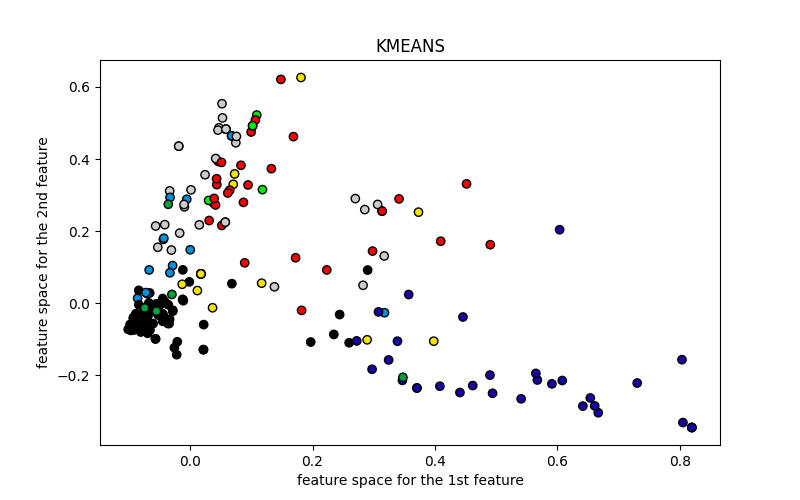 KMEANS
feature space for the 2nd feature
0.6
0.4
0.2
0.0
−0.2
0.0 0.2 0.4 0.6 0.8
feature space for the 1st feature